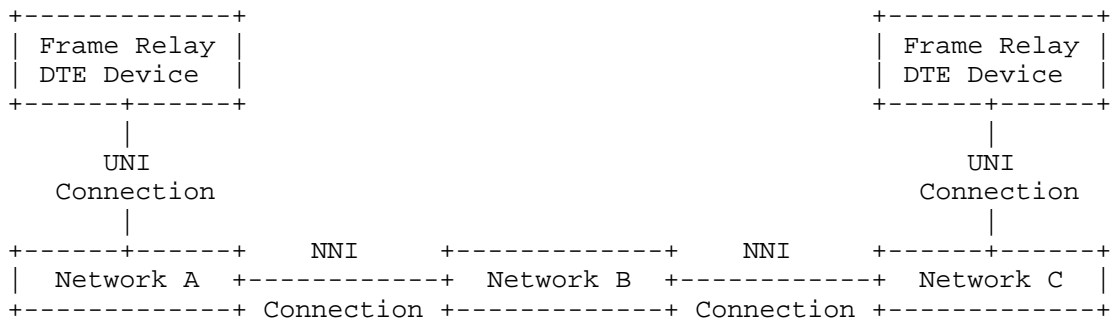 Frame Relay Frame Relay
DTE Device DTE Device
UNI UNI
Connection Connection
NNI NNI
Network A Network B Network C
Connection Connection